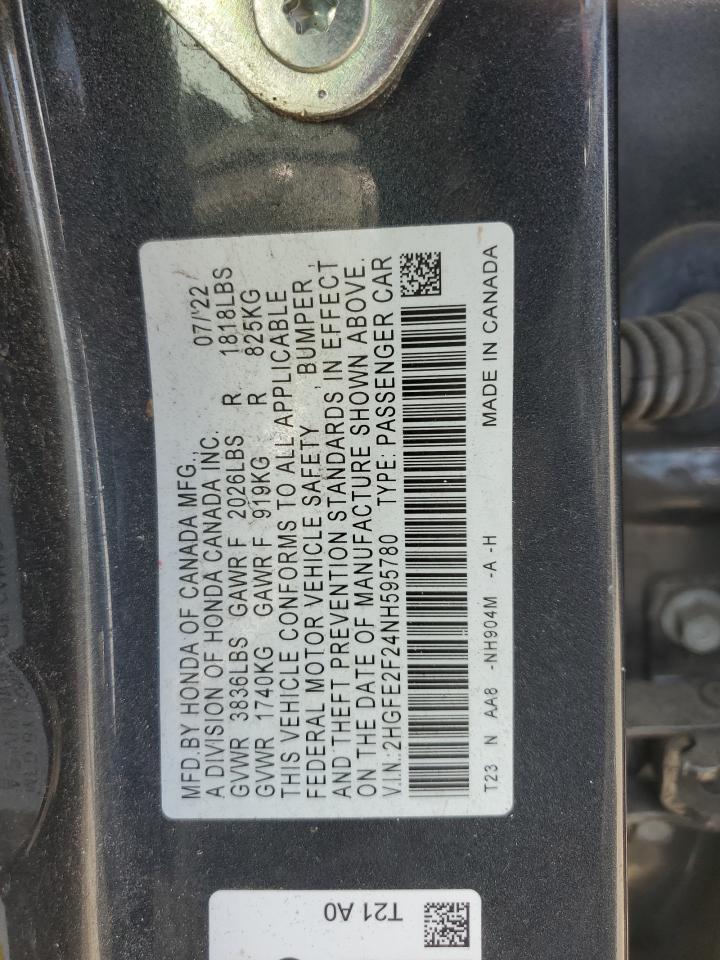 MFD.BY HONDA OF CANADA MFG., 07/'22
A DIVISION OF HONDA CANADA INC.
GVWR 3836LBS GAWR F 2026LBS R 1818LBS
GVWR 1740KG GAWR F 919KG R 825KG
THIS VEHICLE CONFORMS TO ALL APPLICABLE
FEDERAL MOTOR VEHICLE SAFETY , BUMPER ,
AND THEFT PREVENTION STANDARDS IN EFFECT
ON THE DATE OF MANUFACTURE SHOWN ABOVE.
V.I.N.:2HGFE2F24NH595780 TYPE: PASSENGER CAR
T23 N AA8 -NH904M -A -H MADE IN CANADA
T21 A0